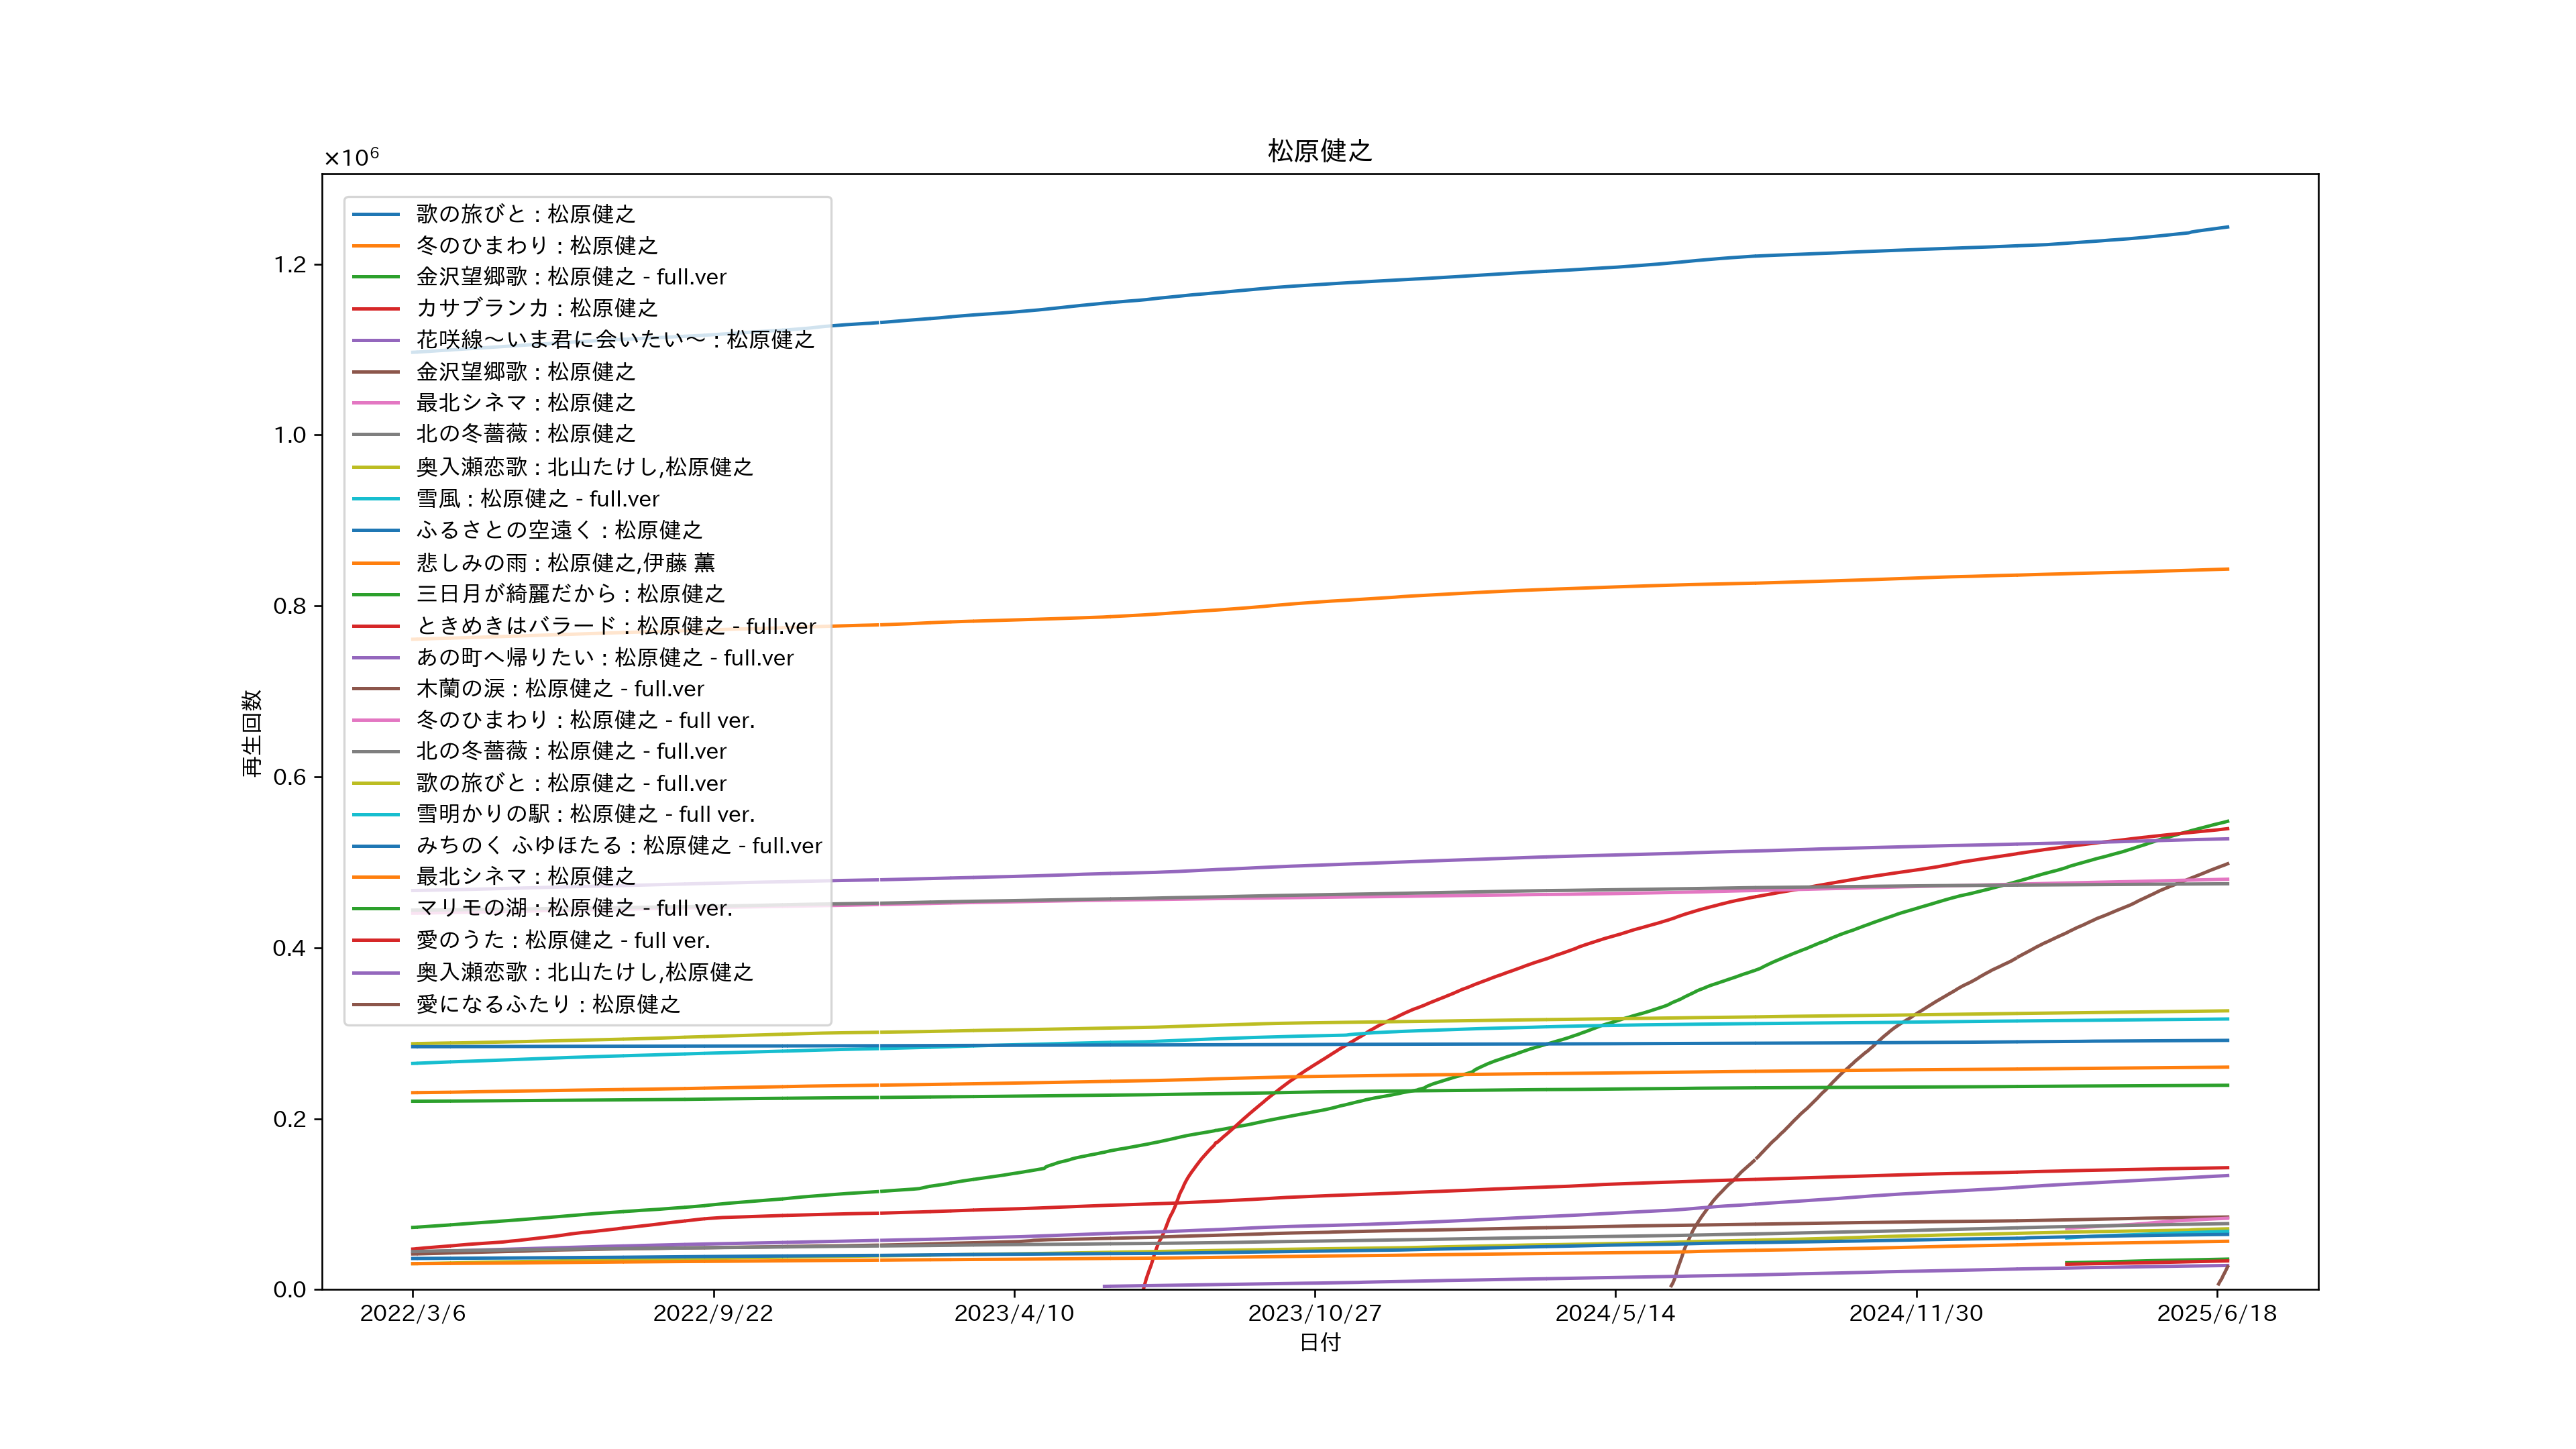 松原健之
×10⁶
歌の旅びと : 松原健之
冬のひまわり : 松原健之
金沢望郷歌 : 松原健之 - full.ver
カサブランカ : 松原健之
花咲線～いま君に会いたい～ : 松原健之
金沢望郷歌 : 松原健之
最北シネマ : 松原健之
北の冬薔薇 : 松原健之
奥入瀬恋歌 : 北山たけし,松原健之
雪風 : 松原健之 - full.ver
ふるさとの空遠く : 松原健之
悲しみの雨 : 松原健之,伊藤 薫
三日月が綺麗だから : 松原健之
ときめきはバラード : 松原健之 - full.ver
あの町へ帰りたい : 松原健之 - full.ver
木蘭の涙 : 松原健之 - full.ver
冬のひまわり : 松原健之 - full ver.
北の冬薔薇 : 松原健之 - full.ver
歌の旅びと : 松原健之 - full.ver
雪明かりの駅 : 松原健之 - full ver.
みちのく ふゆほたる : 松原健之 - full.ver
最北シネマ : 松原健之
マリモの湖 : 松原健之 - full ver.
愛のうた : 松原健之 - full ver.
奥入瀬恋歌 : 北山たけし,松原健之
愛になるふたり : 松原健之
1.2
1.0
0.8
0.6
0.4
0.2
0.0
再生回数
2022/3/6 2022/9/22 2023/4/10 2023/10/27 2024/5/14 2024/11/30 2025/6/18
日付